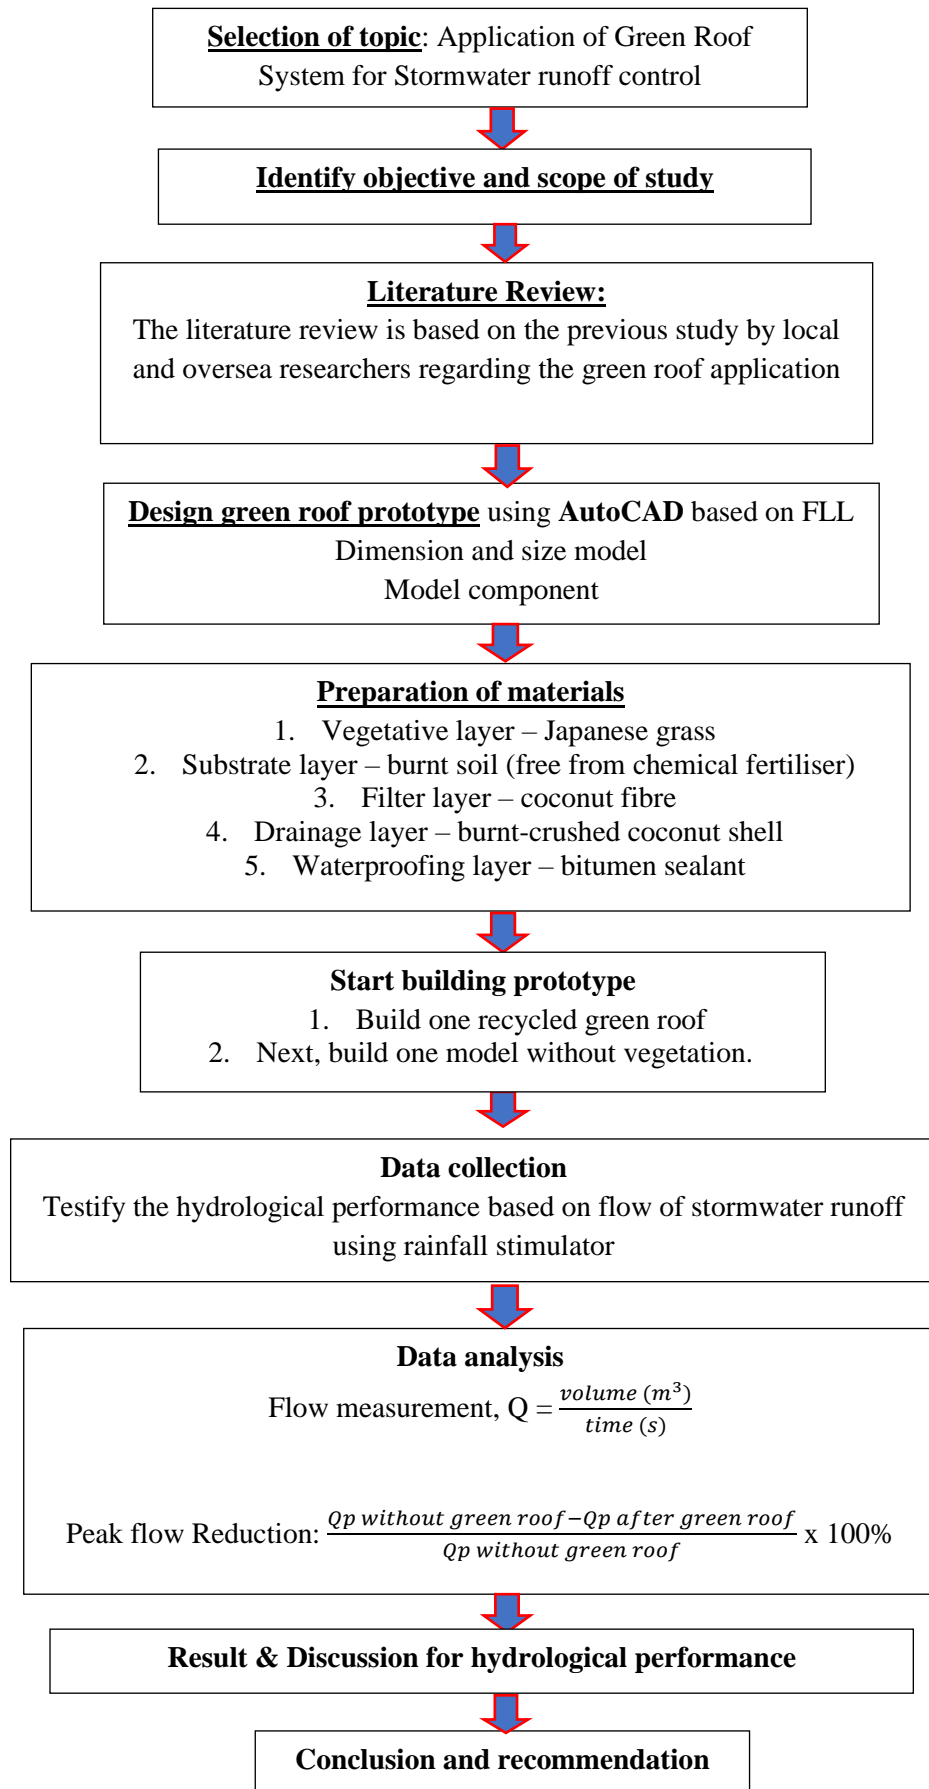 Selection of topic: Application of Green Roof
System for Stormwater runoff control
Identify objective and scope of study
Literature Review:
The literature review is based on the previous study by local
and oversea researchers regarding the green roof application
Design green roof prototype using AutoCAD based on FLL
Dimension and size model
Model component
Preparation of materials
1. Vegetative layer – Japanese grass
2. Substrate layer – burnt soil (free from chemical fertiliser)
3. Filter layer – coconut fibre
4. Drainage layer – burnt-crushed coconut shell
5. Waterproofing layer – bitumen sealant
Start building prototype
1. Build one recycled green roof
2. Next, build one model without vegetation.
Data collection
Testify the hydrological performance based on flow of stormwater runoff
using rainfall stimulator
Data analysis
Flow measurement, Q = volume (m³) / time (s)
Peak flow Reduction: Qp without green roof−Qp after green roof / Qp without green roof x 100%
Result & Discussion for hydrological performance
Conclusion and recommendation